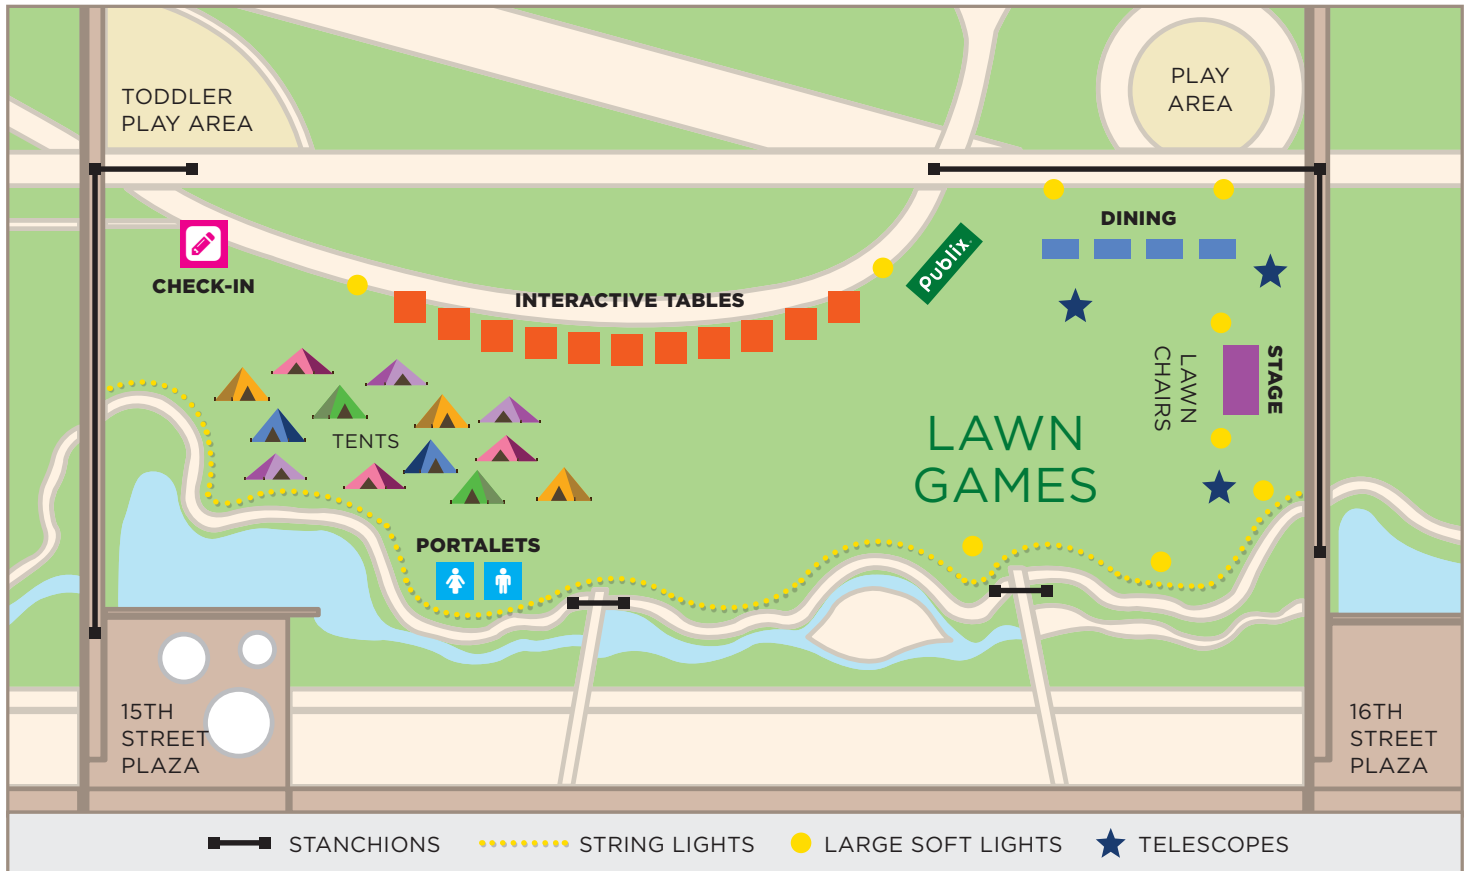 TODDLER
PLAY AREA
PLAY
AREA
DINING
publix.
CHECK-IN
INTERACTIVE TABLES
LAWN
CHAIRS
STAGE
TENTS
LAWN
GAMES
PORTALETS
15TH
STREET
PLAZA
16TH
STREET
PLAZA
STANCHIONS
STRING LIGHTS
LARGE SOFT LIGHTS
TELESCOPES